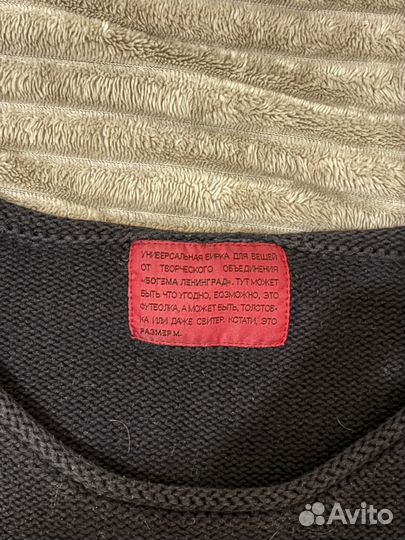 УНИВЕРСАЛЬНАЯ БИРКА ДЛЯ ВЕЩЕЙ
ОТ ТВОРЧЕСКОГО ОБЪЕДИНЕНИЯ
«БОГЕМА ЛЕНИНГРАД». ТУТ МОЖЕТ
БЫТЬ ЧТО УГОДНО, ВОЗМОЖНО, ЭТО
ФУТБОЛКА, А МОЖЕТ БЫТЬ, ТОЛСТОВ-
КА ИЛИ ДАЖЕ СВИТЕР. КСТАТИ, ЭТО
РАЗМЕР M.
Avito